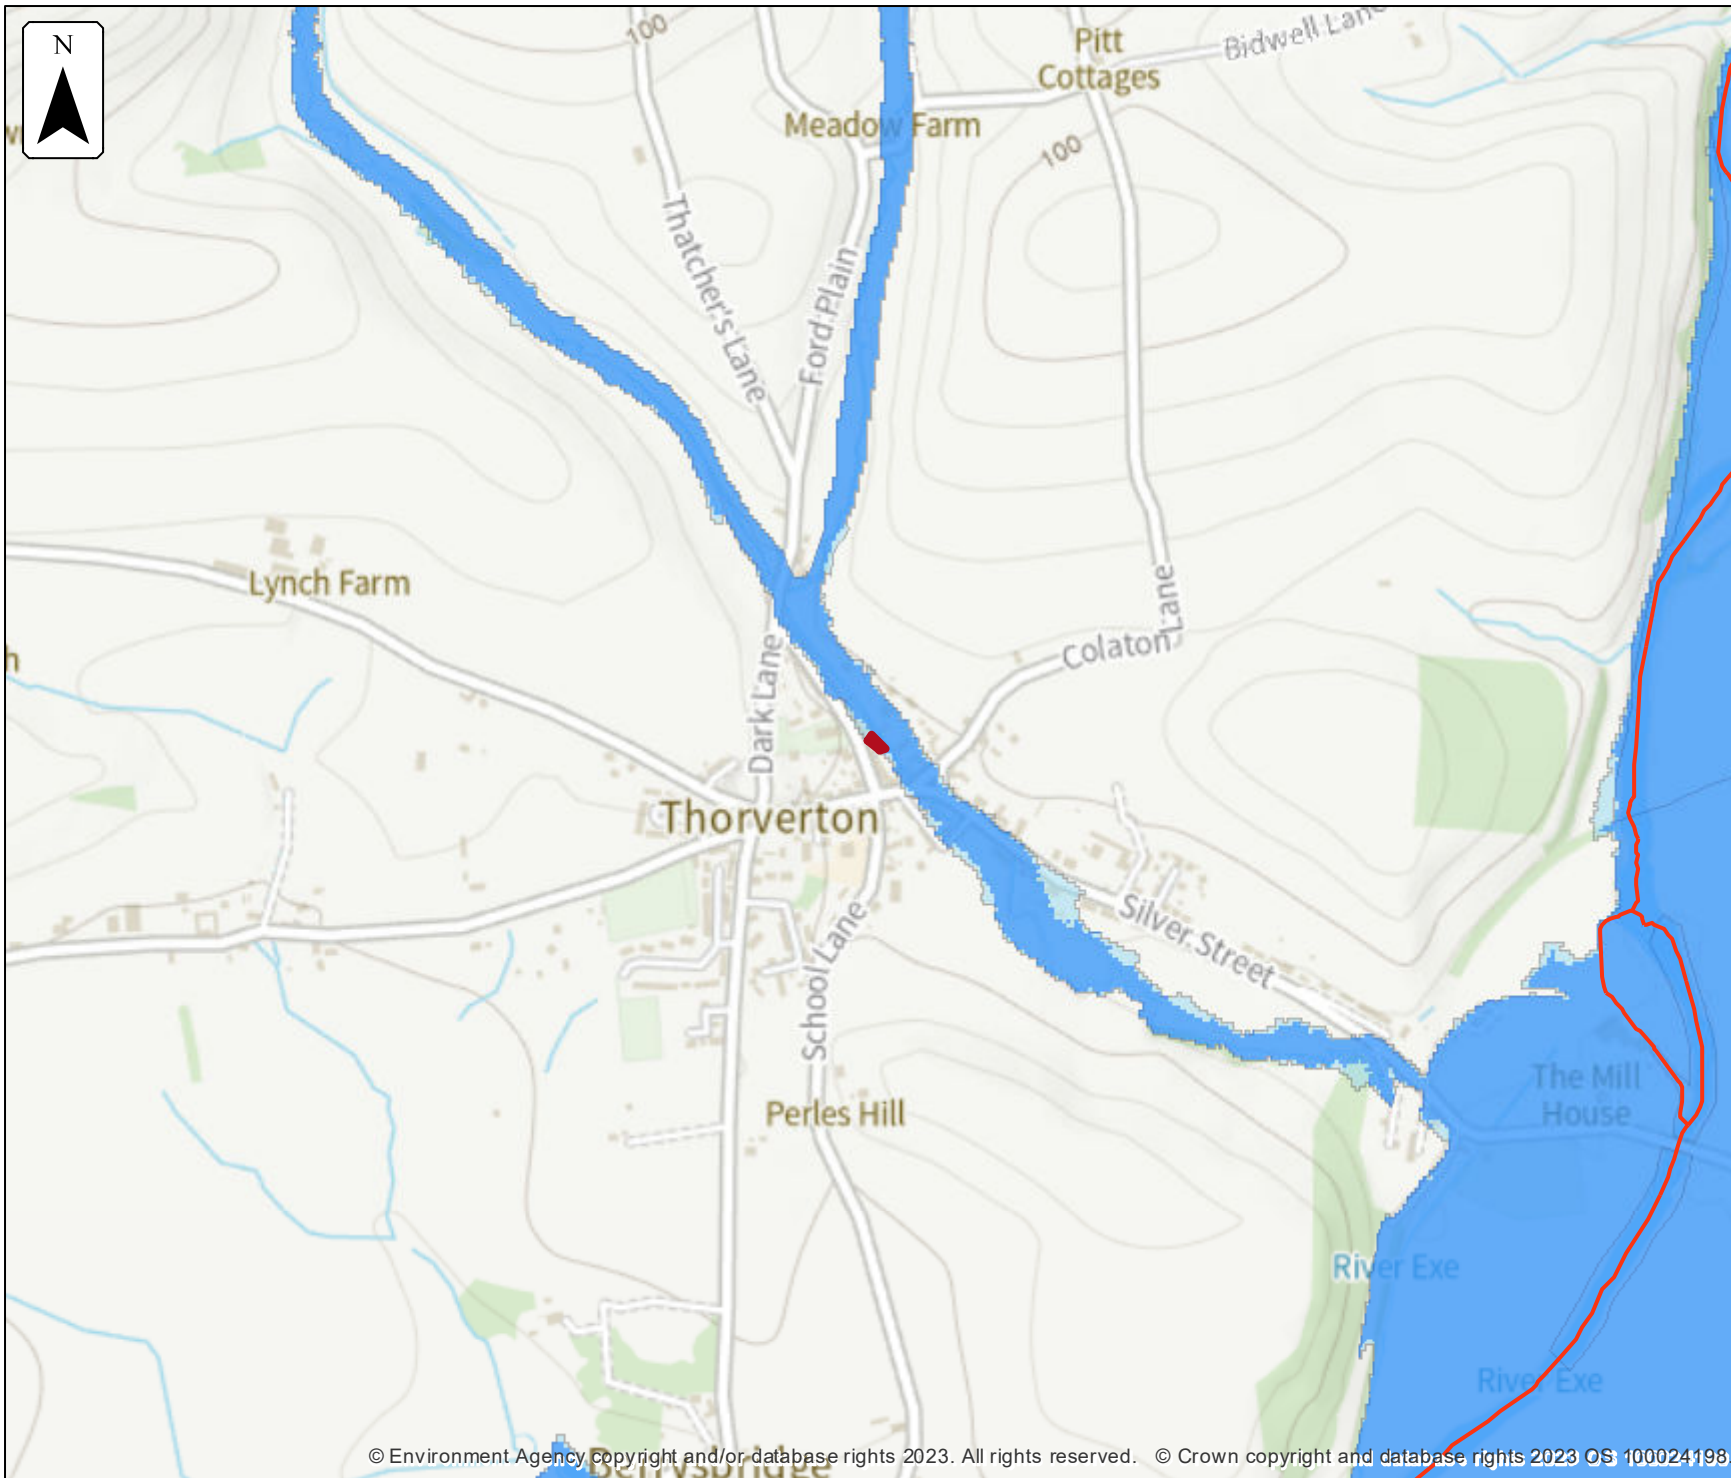 N
100
Bidwell Lane
Pitt
Cottages
Meadow Farm
100
Thatcher's Lane
Ford Plain
Lynch Farm
Dark Lane
Colaton Lane
h
Thorverton
Silver Street
School Lane
The Mill
House
Perles Hill
River Exe
River Exe
Berrysbridge
© Environment Agency copyright and/or database rights 2023. All rights reserved. © Crown copyright and database rights 2023 OS 100024198